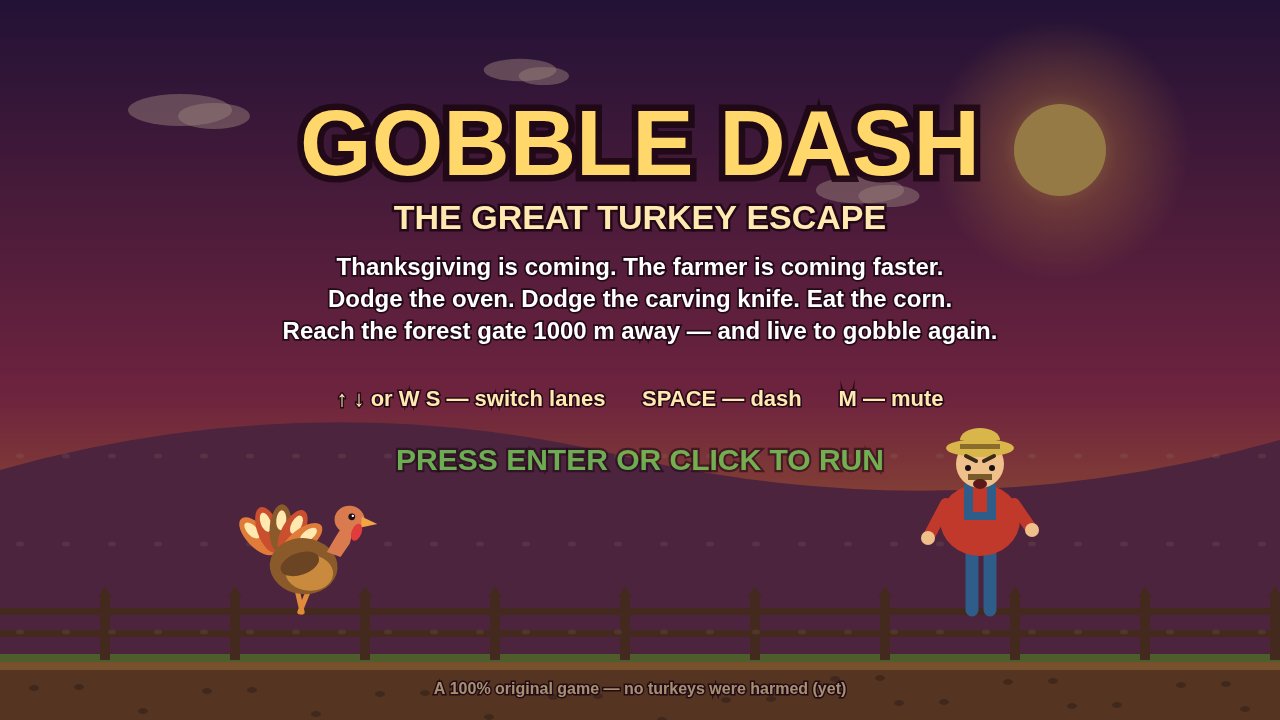 GOBBLE DASH
THE GREAT TURKEY ESCAPE
Thanksgiving is coming. The farmer is coming faster.
Dodge the oven. Dodge the carving knife. Eat the corn.
Reach the forest gate 1000 m away — and live to gobble again.
↑ ↓ or W S — switch lanes SPACE — dash M — mute
PRESS ENTER OR CLICK TO RUN
A 100% original game — no turkeys were harmed (yet)